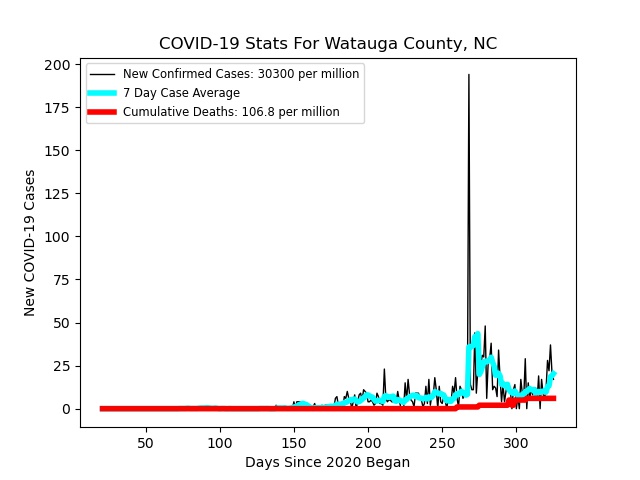 COVID-19 Stats For Watauga County, NC
New Confirmed Cases: 30300 per million
7 Day Case Average
Cumulative Deaths: 106.8 per million
New COVID-19 Cases
200
175
150
125
100
75
50
25
0
50
100
150
200
250
300
Days Since 2020 Began